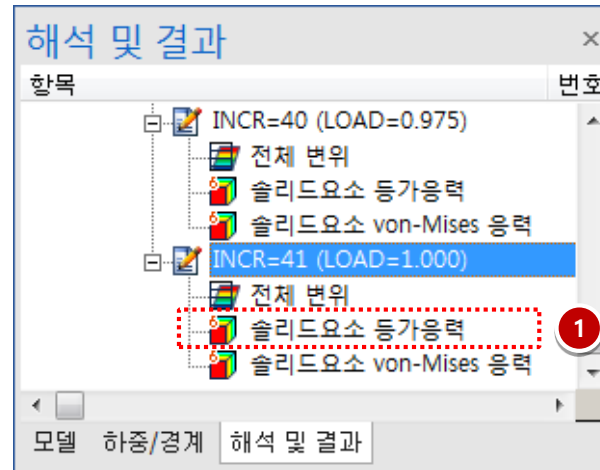 해석 및 결과
항목 번호
INCR=40 (LOAD=0.975)
전체 변위
솔리드요소 등가응력
솔리드요소 von-Mises 응력
INCR=41 (LOAD=1.000)
전체 변위
솔리드요소 등가응력
1
솔리드요소 von-Mises 응력
모델 하중/경계 해석 및 결과